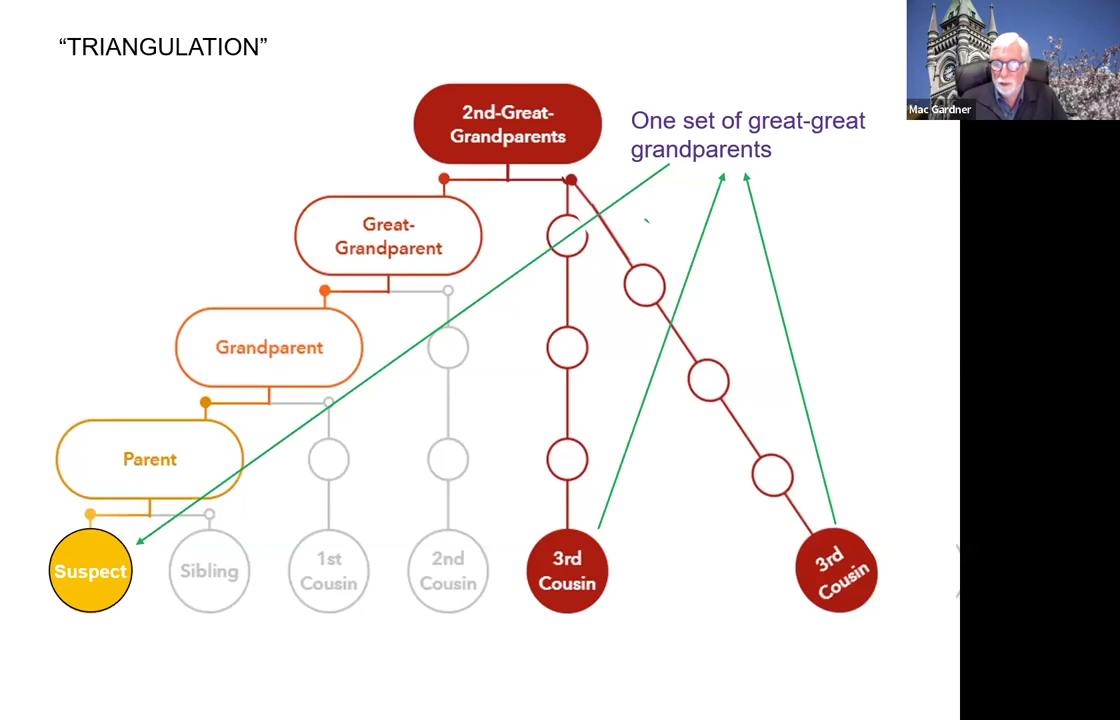 “TRIANGULATION”
Mac Gardner
2nd-Great-
Grandparents
One set of great-great
grandparents
Great-
Grandparent
Grandparent
Parent
Suspect
Sibling
1st
Cousin
2nd
Cousin
3rd
Cousin
3rd
Cousin